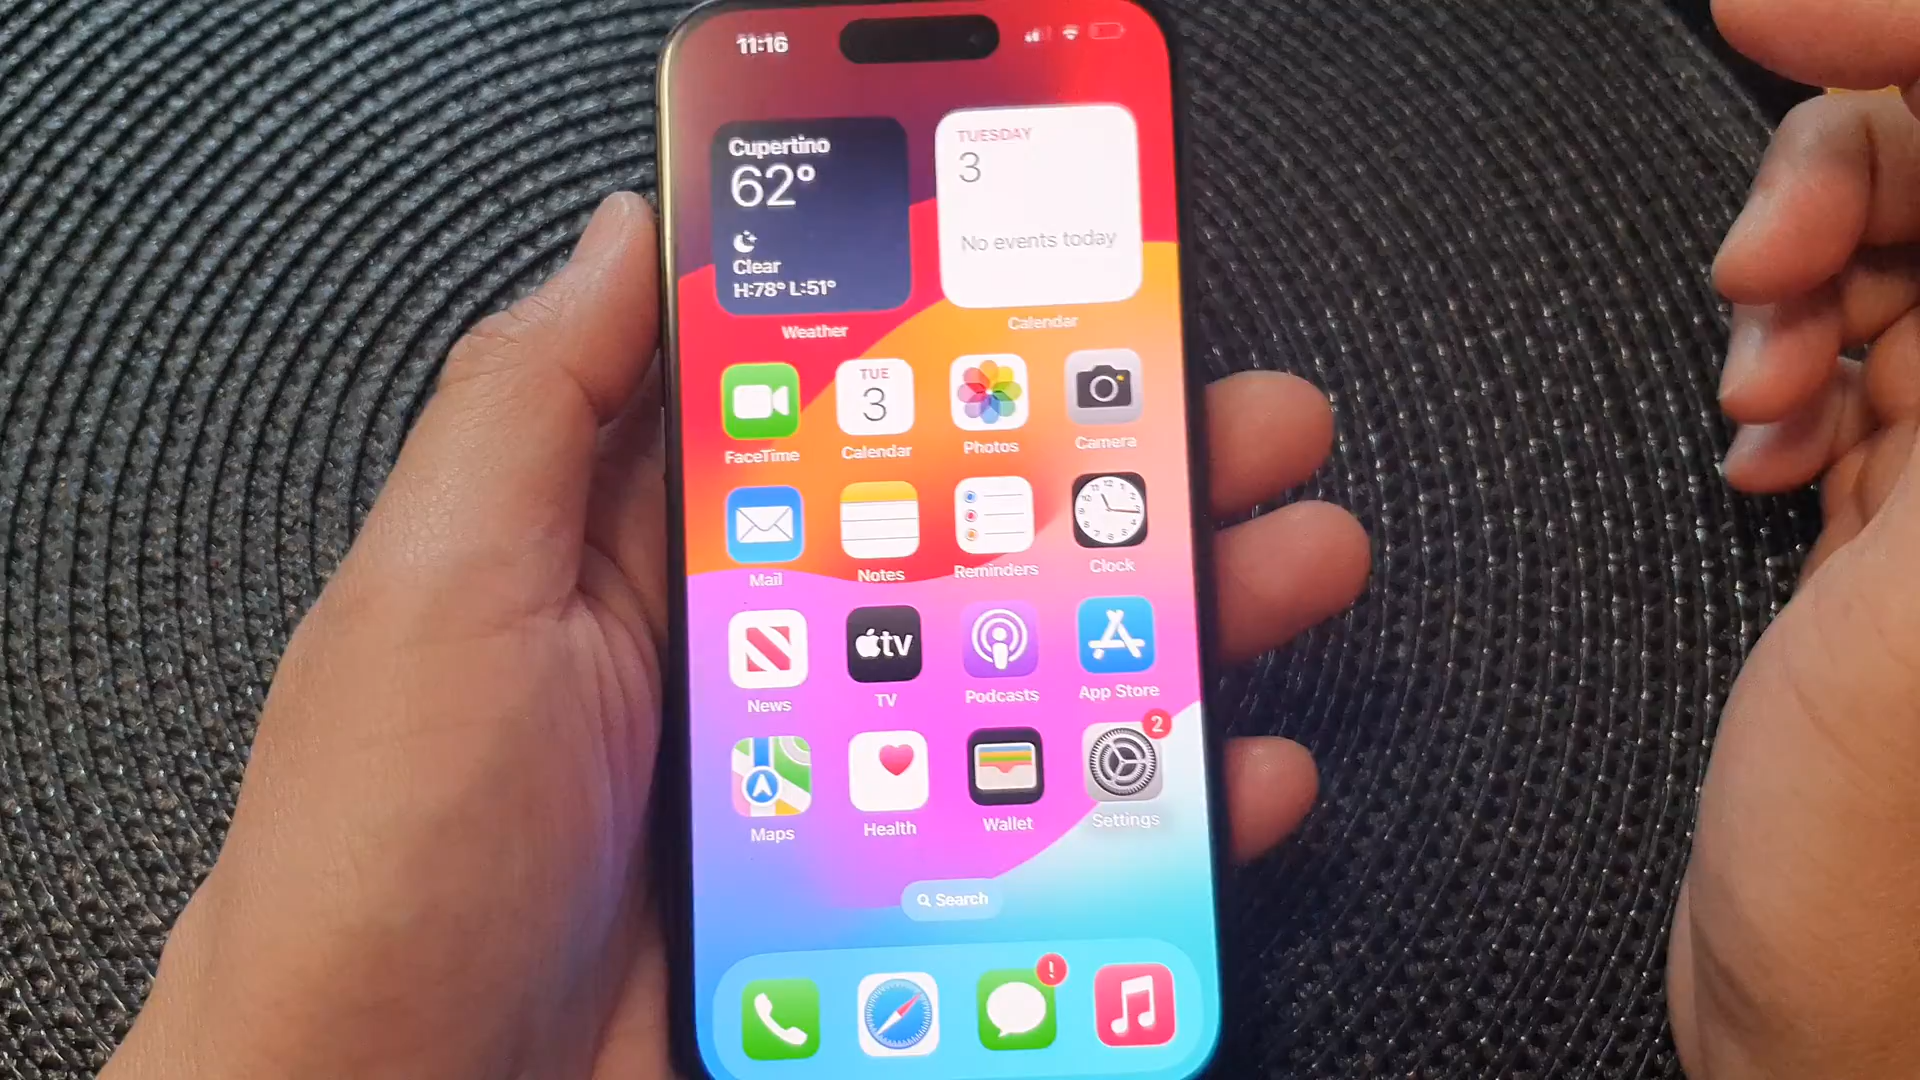 11:16
Cupertino
62°
Clear
H:78° L:51°
Weather
TUESDAY
3
No events today
Calendar
FaceTime
TUE
3
Calendar
Photos
Camera
Mail
Notes
Reminders
Clock
News
tv
TV
Podcasts
App Store
Maps
Health
Wallet
2
Settings
Search
!